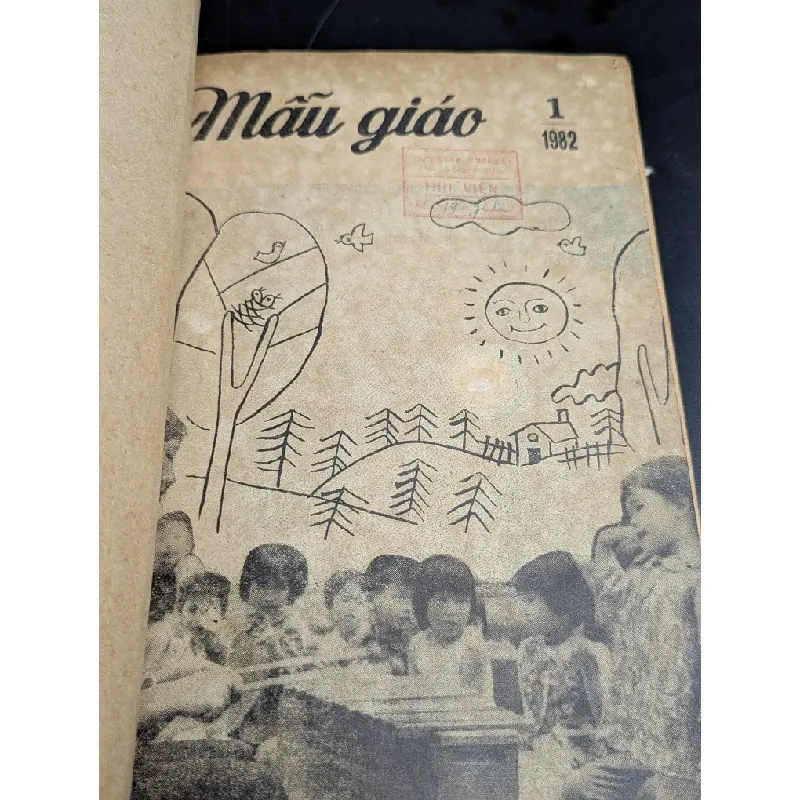 Mẫu giáo
1
1982
THƯ VIỆN